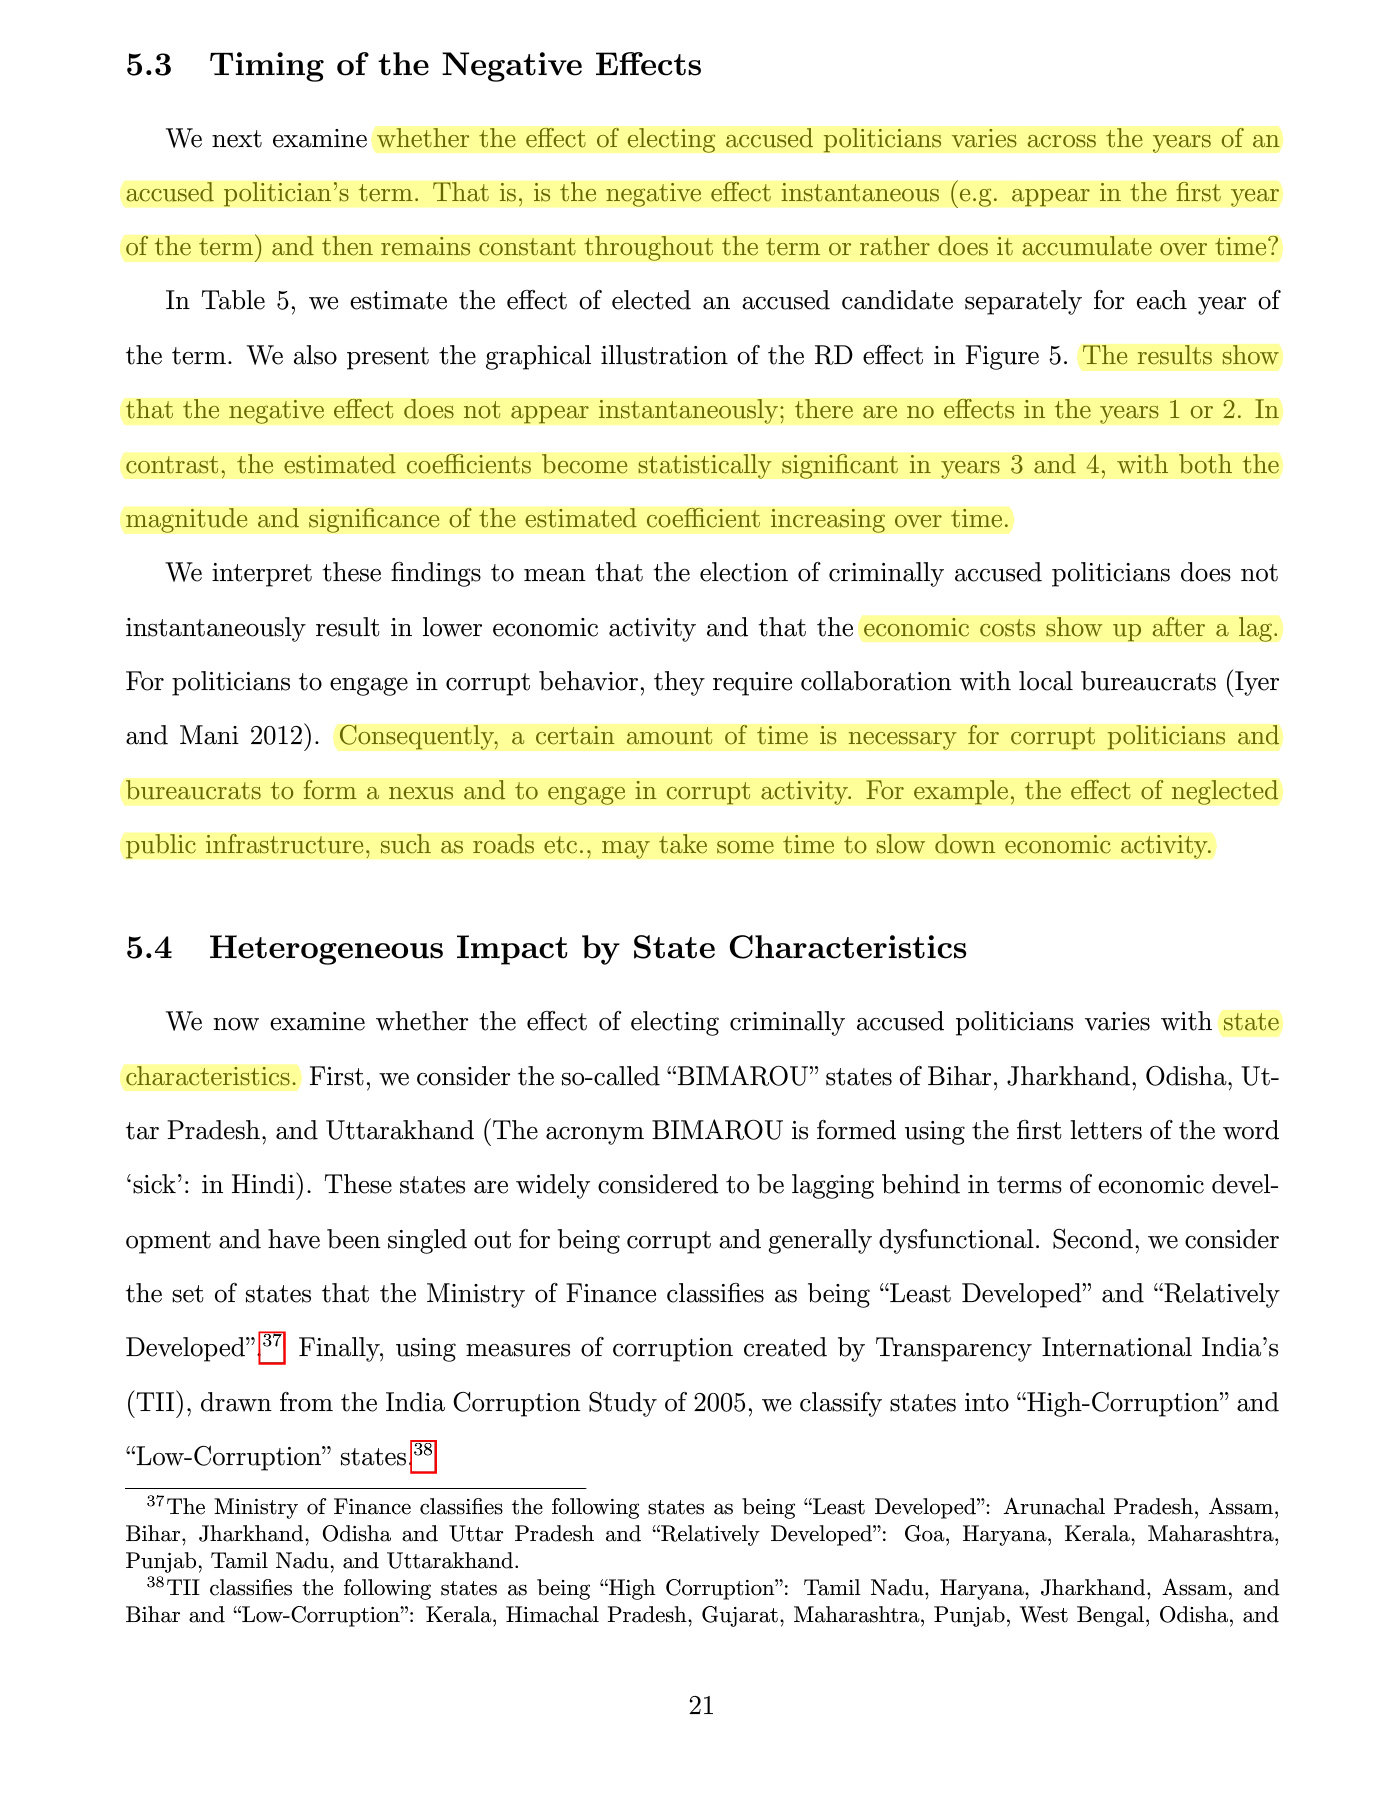 5.3 Timing of the Negative Effects
We next examine whether the effect of electing accused politicians varies across the years of an
accused politician's term. That is, is the negative effect instantaneous (e.g. appear in the first year
of the term) and then remains constant throughout the term or rather does it accumulate over time?
In Table 5, we estimate the effect of elected an accused candidate separately for each year of
the term. We also present the graphical illustration of the RD effect in Figure 5. The results show
that the negative effect does not appear instantaneously; there are no effects in the years 1 or 2. In
contrast, the estimated coefficients become statistically significant in years 3 and 4, with both the
magnitude and significance of the estimated coefficient increasing over time.
We interpret these findings to mean that the election of criminally accused politicians does not
instantaneously result in lower economic activity and that the economic costs show up after a lag.
For politicians to engage in corrupt behavior, they require collaboration with local bureaucrats (Iyer
and Mani 2012). Consequently, a certain amount of time is necessary for corrupt politicians and
bureaucrats to form a nexus and to engage in corrupt activity. For example, the effect of neglected
public infrastructure, such as roads etc., may take some time to slow down economic activity.
5.4 Heterogeneous Impact by State Characteristics
We now examine whether the effect of electing criminally accused politicians varies with state
characteristics. First, we consider the so-called “BIMAROU” states of Bihar, Jharkhand, Odisha, Ut-
tar Pradesh, and Uttarakhand (The acronym BIMAROU is formed using the first letters of the word
‘sick’: in Hindi). These states are widely considered to be lagging behind in terms of economic devel-
opment and have been singled out for being corrupt and generally dysfunctional. Second, we consider
the set of states that the Ministry of Finance classifies as being “Least Developed” and “Relatively
Developed”.37 Finally, using measures of corruption created by Transparency International India's
(TII), drawn from the India Corruption Study of 2005, we classify states into “High-Corruption” and
“Low-Corruption” states.38
37The Ministry of Finance classifies the following states as being “Least Developed”: Arunachal Pradesh, Assam,
Bihar, Jharkhand, Odisha and Uttar Pradesh and “Relatively Developed”: Goa, Haryana, Kerala, Maharashtra,
Punjab, Tamil Nadu, and Uttarakhand.
38TII classifies the following states as being “High Corruption”: Tamil Nadu, Haryana, Jharkhand, Assam, and
Bihar and “Low-Corruption”: Kerala, Himachal Pradesh, Gujarat, Maharashtra, Punjab, West Bengal, Odisha, and
21